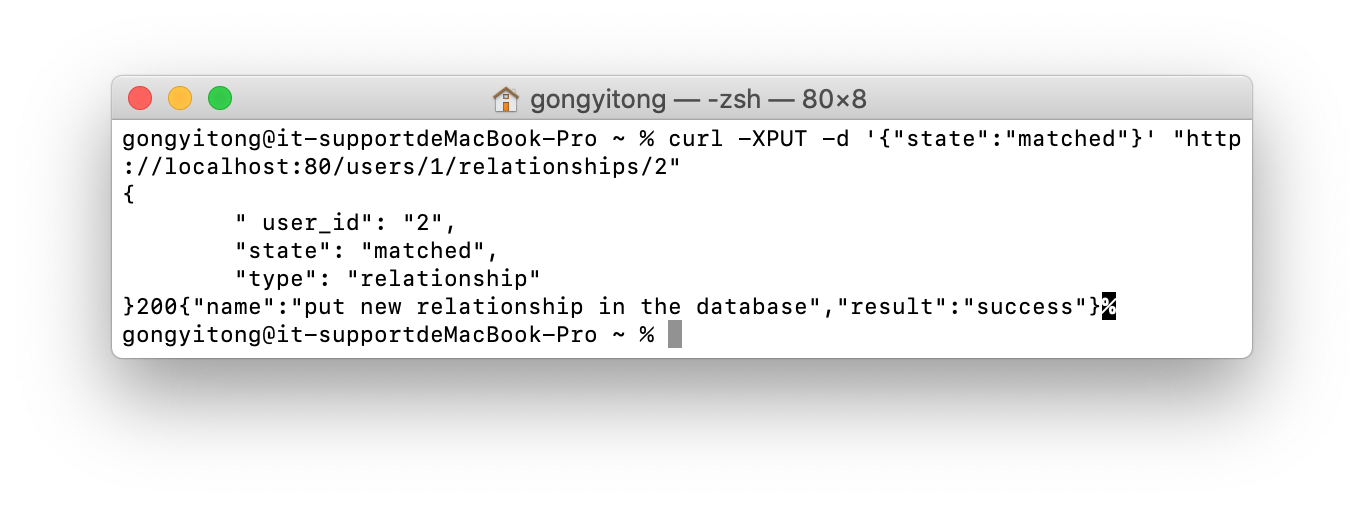 gongyitong — -zsh — 80×8
gongyitong@it-supportdeMacBook-Pro ~ % curl -XPUT -d '{"state":"matched"}' "http
://localhost:80/users/1/relationships/2"
{
        " user_id": "2",
        "state": "matched",
        "type": "relationship"
}200{"name":"put new relationship in the database","result":"success"}%
gongyitong@it-supportdeMacBook-Pro ~ %